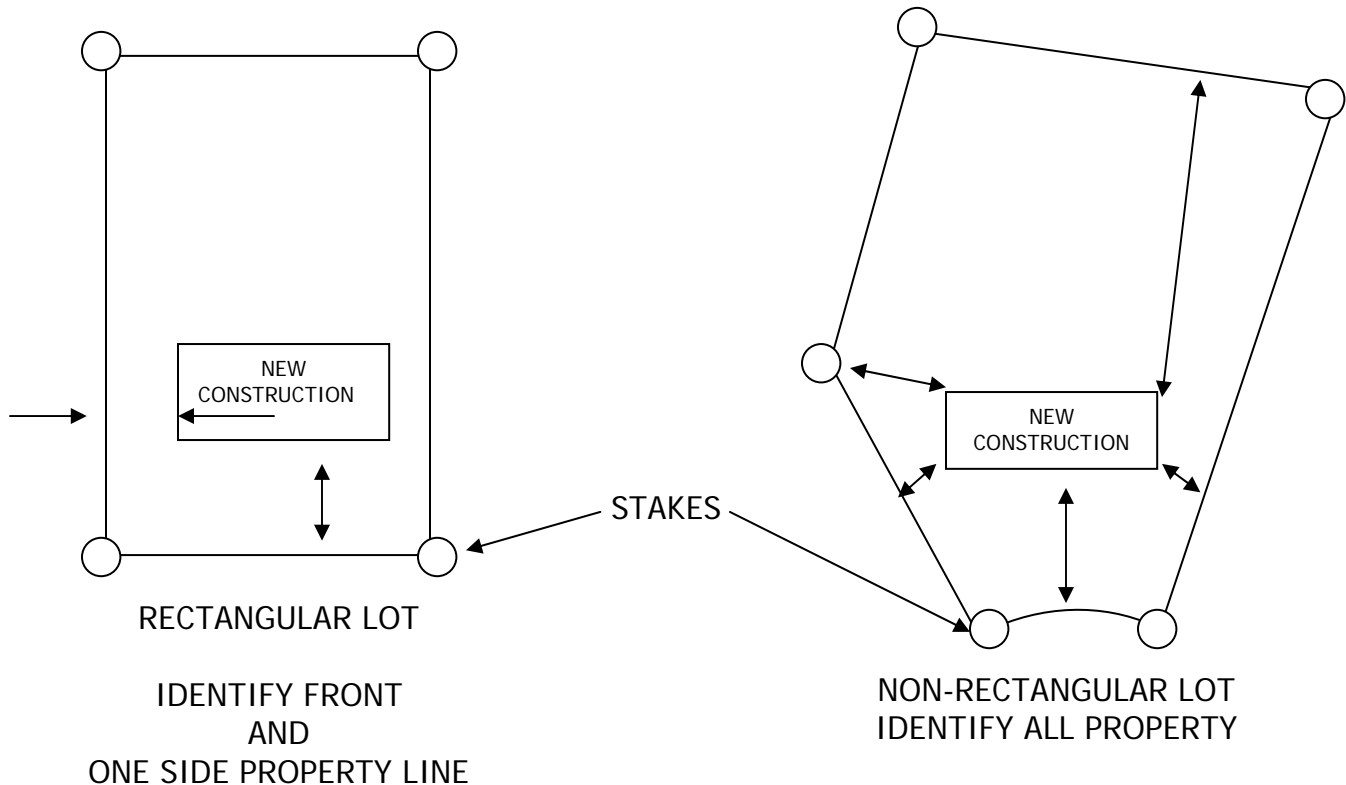 NEW
CONSTRUCTION
RECTANGULAR LOT
IDENTIFY FRONT
AND
ONE SIDE PROPERTY LINE
STAKES
NEW
CONSTRUCTION
NON-RECTANGULAR LOT
IDENTIFY ALL PROPERTY